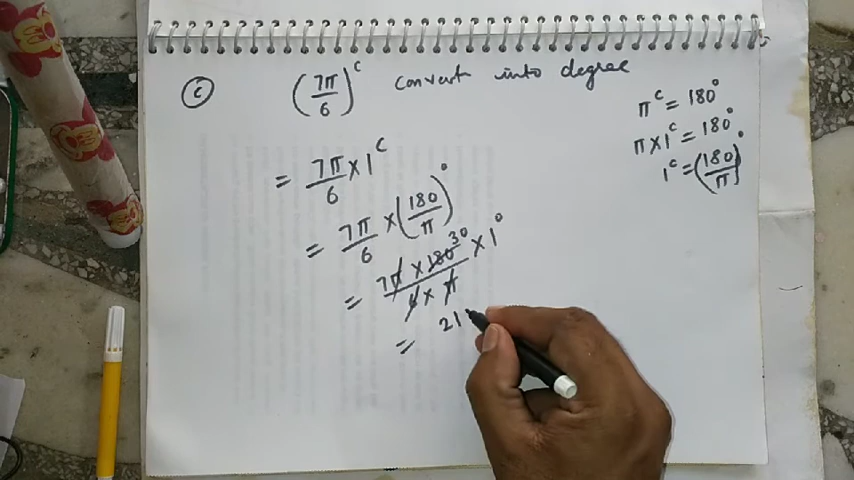 (c) (7π/6)^c convert into degree
π^c = 180°
π × 1^c = 180°
1^c = (180/π)°
= 7π/6 × 1^c
= 7π/6 × (180/π)°
= 7π × 180 30 / 6 × π × 1°
= 21